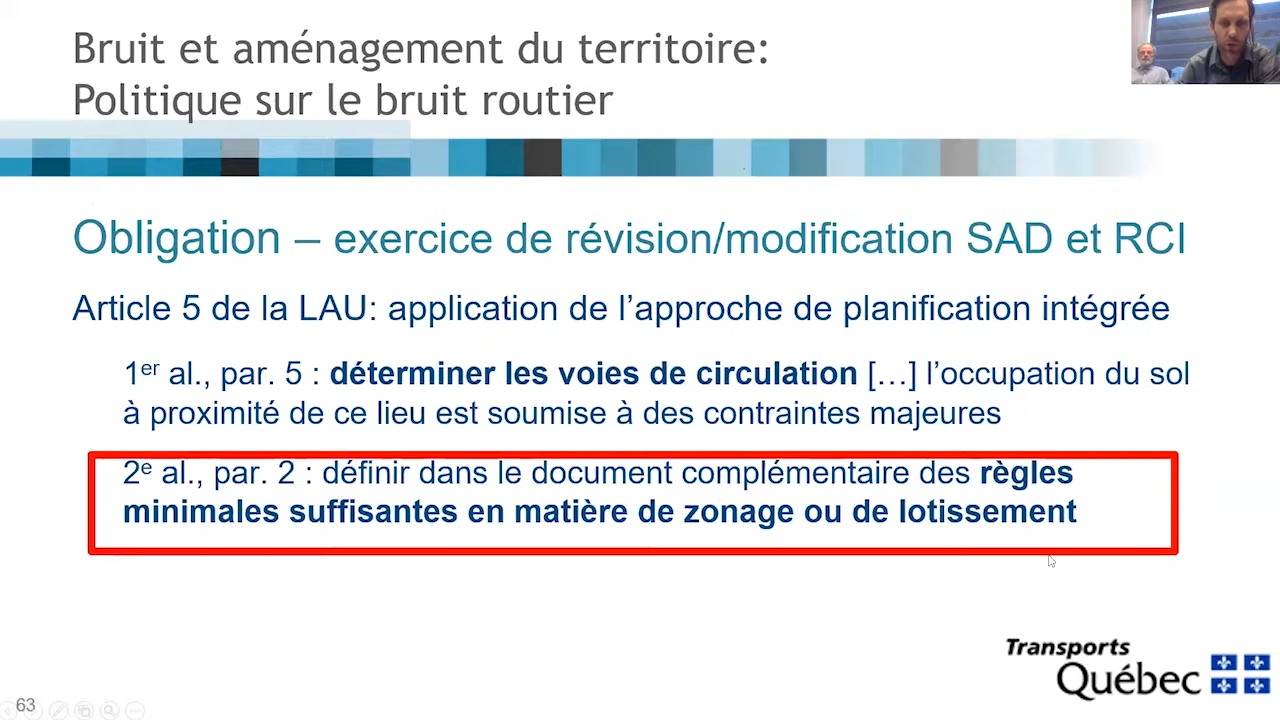 Bruit et aménagement du territoire:
Politique sur le bruit routier
Obligation – exercice de révision/modification SAD et RCI
Article 5 de la LAU: application de l’approche de planification intégrée
1er al., par. 5 : déterminer les voies de circulation […] l’occupation du sol
à proximité de ce lieu est soumise à des contraintes majeures
2e al., par. 2 : définir dans le document complémentaire des règles
minimales suffisantes en matière de zonage ou de lotissement
Transports
Québec
63